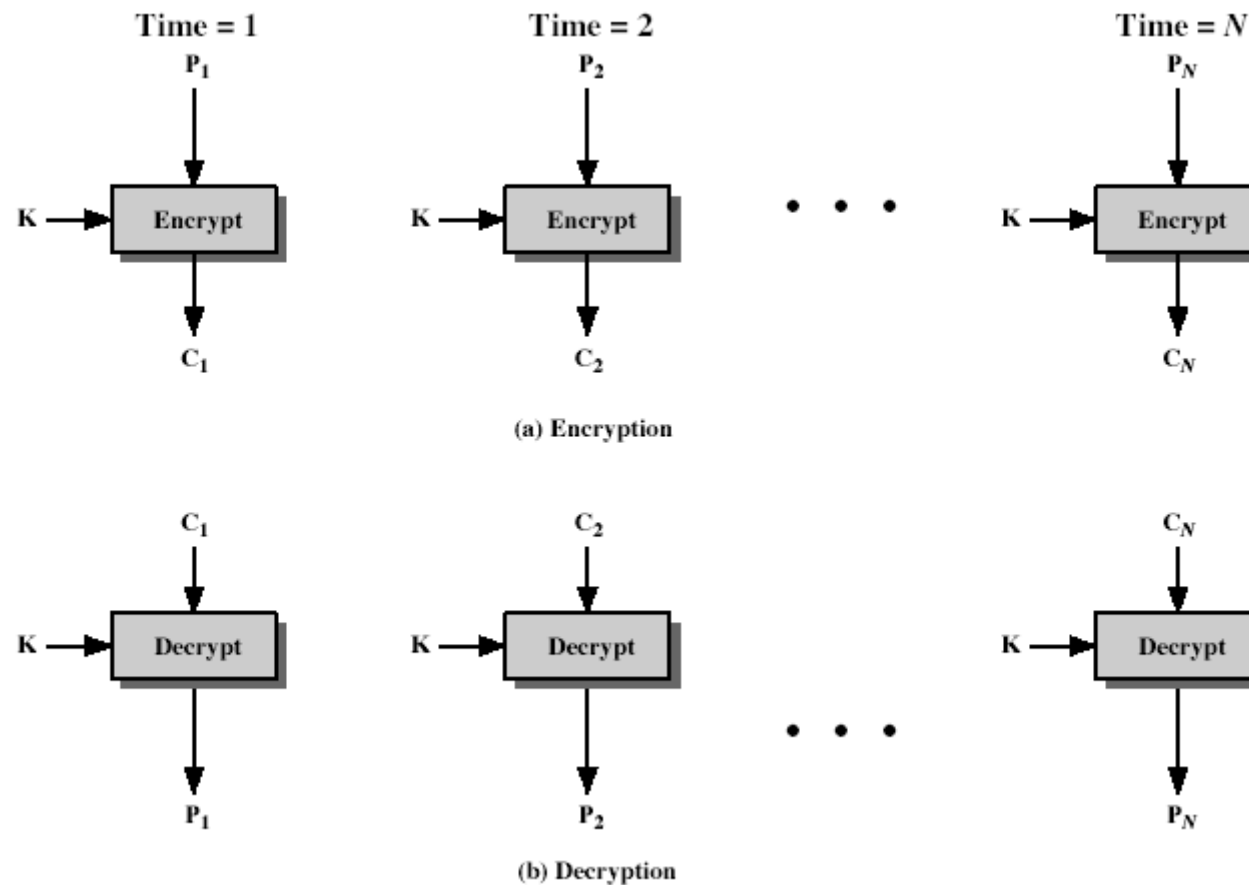 Time = 1 Time = 2 Time = N
P1 P2 PN
K Encrypt K Encrypt K Encrypt
C1 C2 CN
(a) Encryption
C1 C2 CN
K Decrypt K Decrypt K Decrypt
P1 P2 PN
(b) Decryption